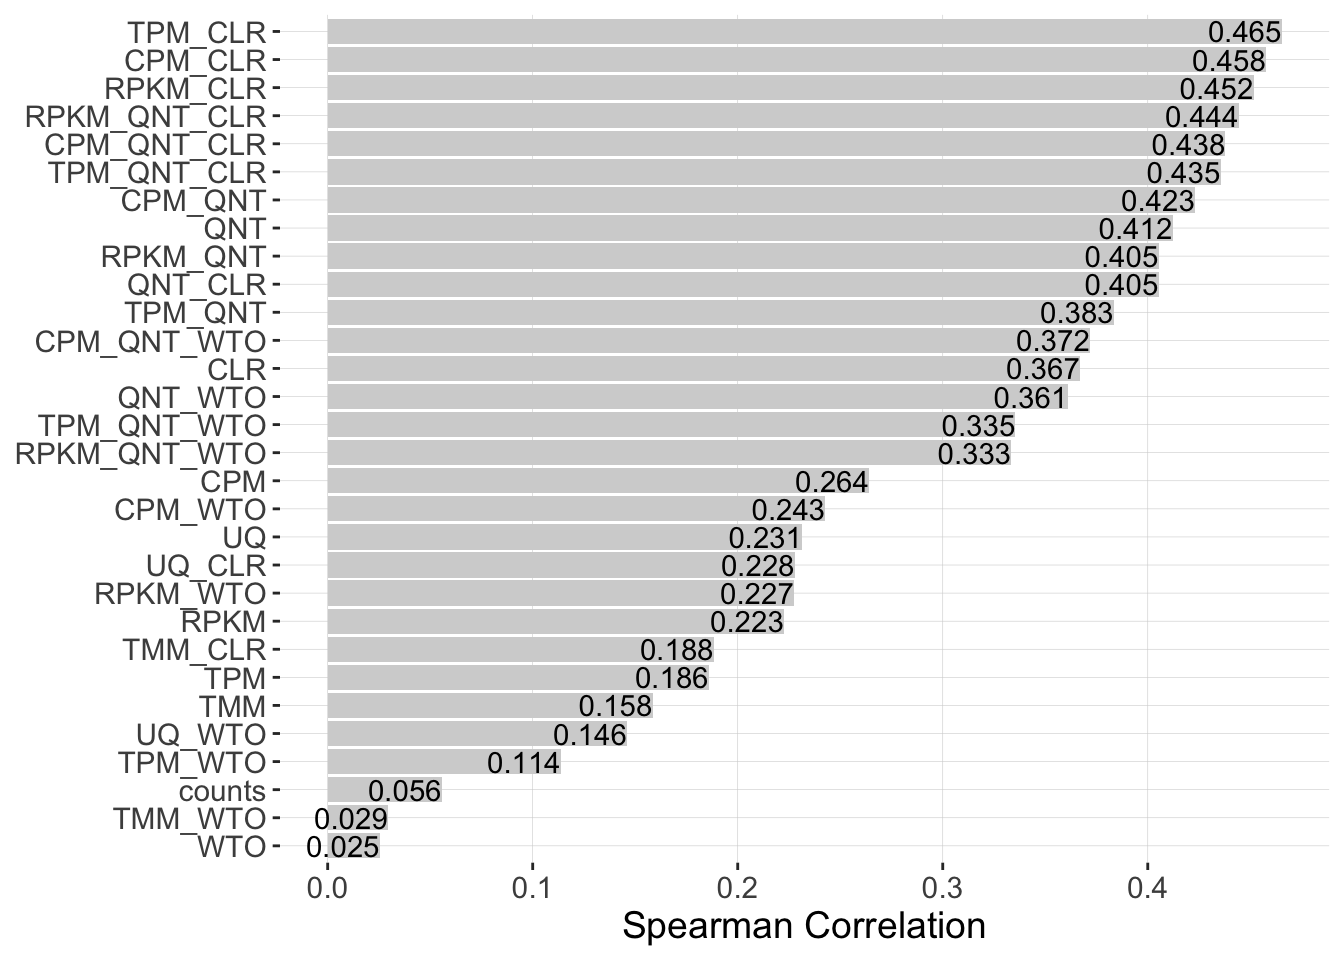 TPM_CLR 0.465
CPM_CLR 0.458
RPKM_CLR 0.452
RPKM_QNT_CLR 0.444
CPM_QNT_CLR 0.438
TPM_QNT_CLR 0.435
CPM_QNT 0.423
QNT 0.412
RPKM_QNT 0.405
QNT_CLR 0.405
TPM_QNT 0.383
CPM_QNT_WTO 0.372
CLR 0.367
QNT_WTO 0.361
TPM_QNT_WTO 0.335
RPKM_QNT_WTO 0.333
CPM 0.264
CPM_WTO 0.243
UQ 0.231
UQ_CLR 0.228
RPKM_WTO 0.227
RPKM 0.223
TMM_CLR 0.188
TPM 0.186
TMM 0.158
UQ_WTO 0.146
TPM_WTO 0.114
counts 0.056
TMM_WTO 0.029
WTO 0.025
0.0 0.1 0.2 0.3 0.4
Spearman Correlation